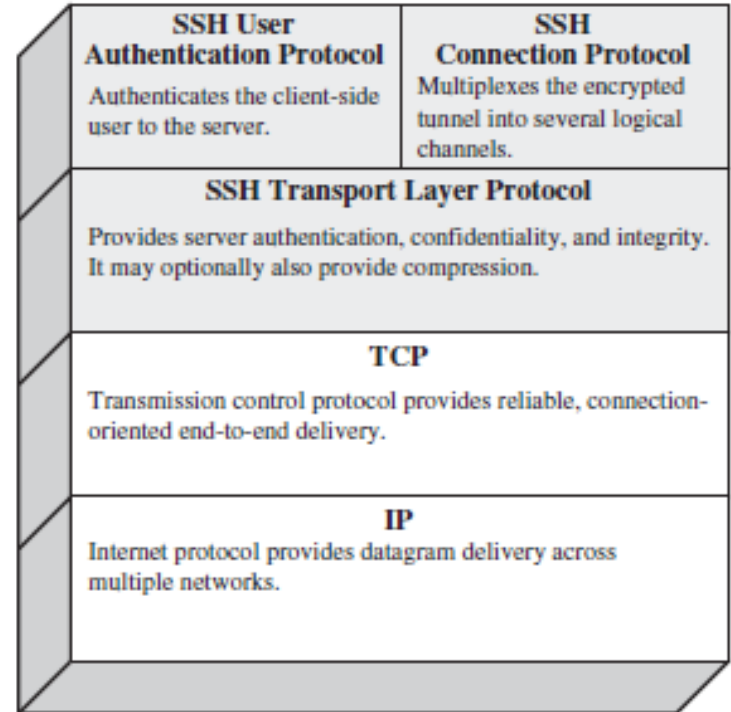 SSH User
Authentication Protocol
Authenticates the client-side
user to the server.
SSH
Connection Protocol
Multiplexes the encrypted
tunnel into several logical
channels.
SSH Transport Layer Protocol
Provides server authentication, confidentiality, and integrity.
It may optionally also provide compression.
TCP
Transmission control protocol provides reliable, connection-
oriented end-to-end delivery.
IP
Internet protocol provides datagram delivery across
multiple networks.